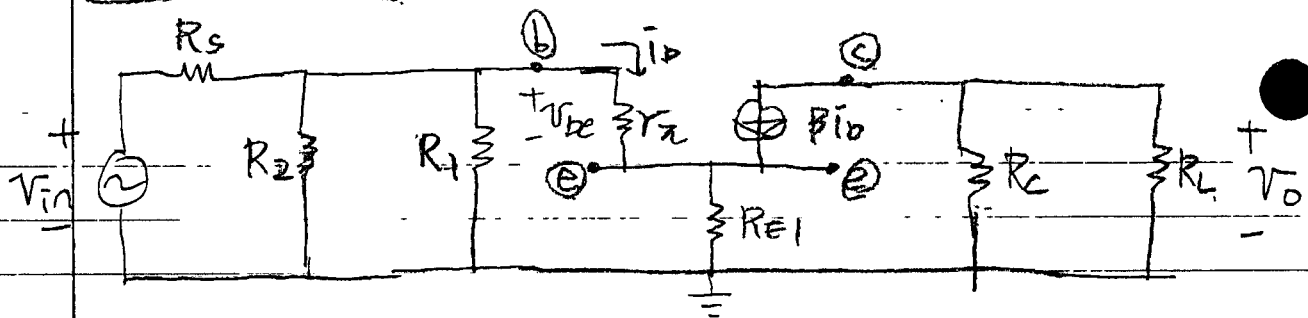 Rs
b
ib
c
+
vbe
-
rπ
βib
+
vin
-
R2
R1
e
e
RE1
Rc
RL
+
vo
-